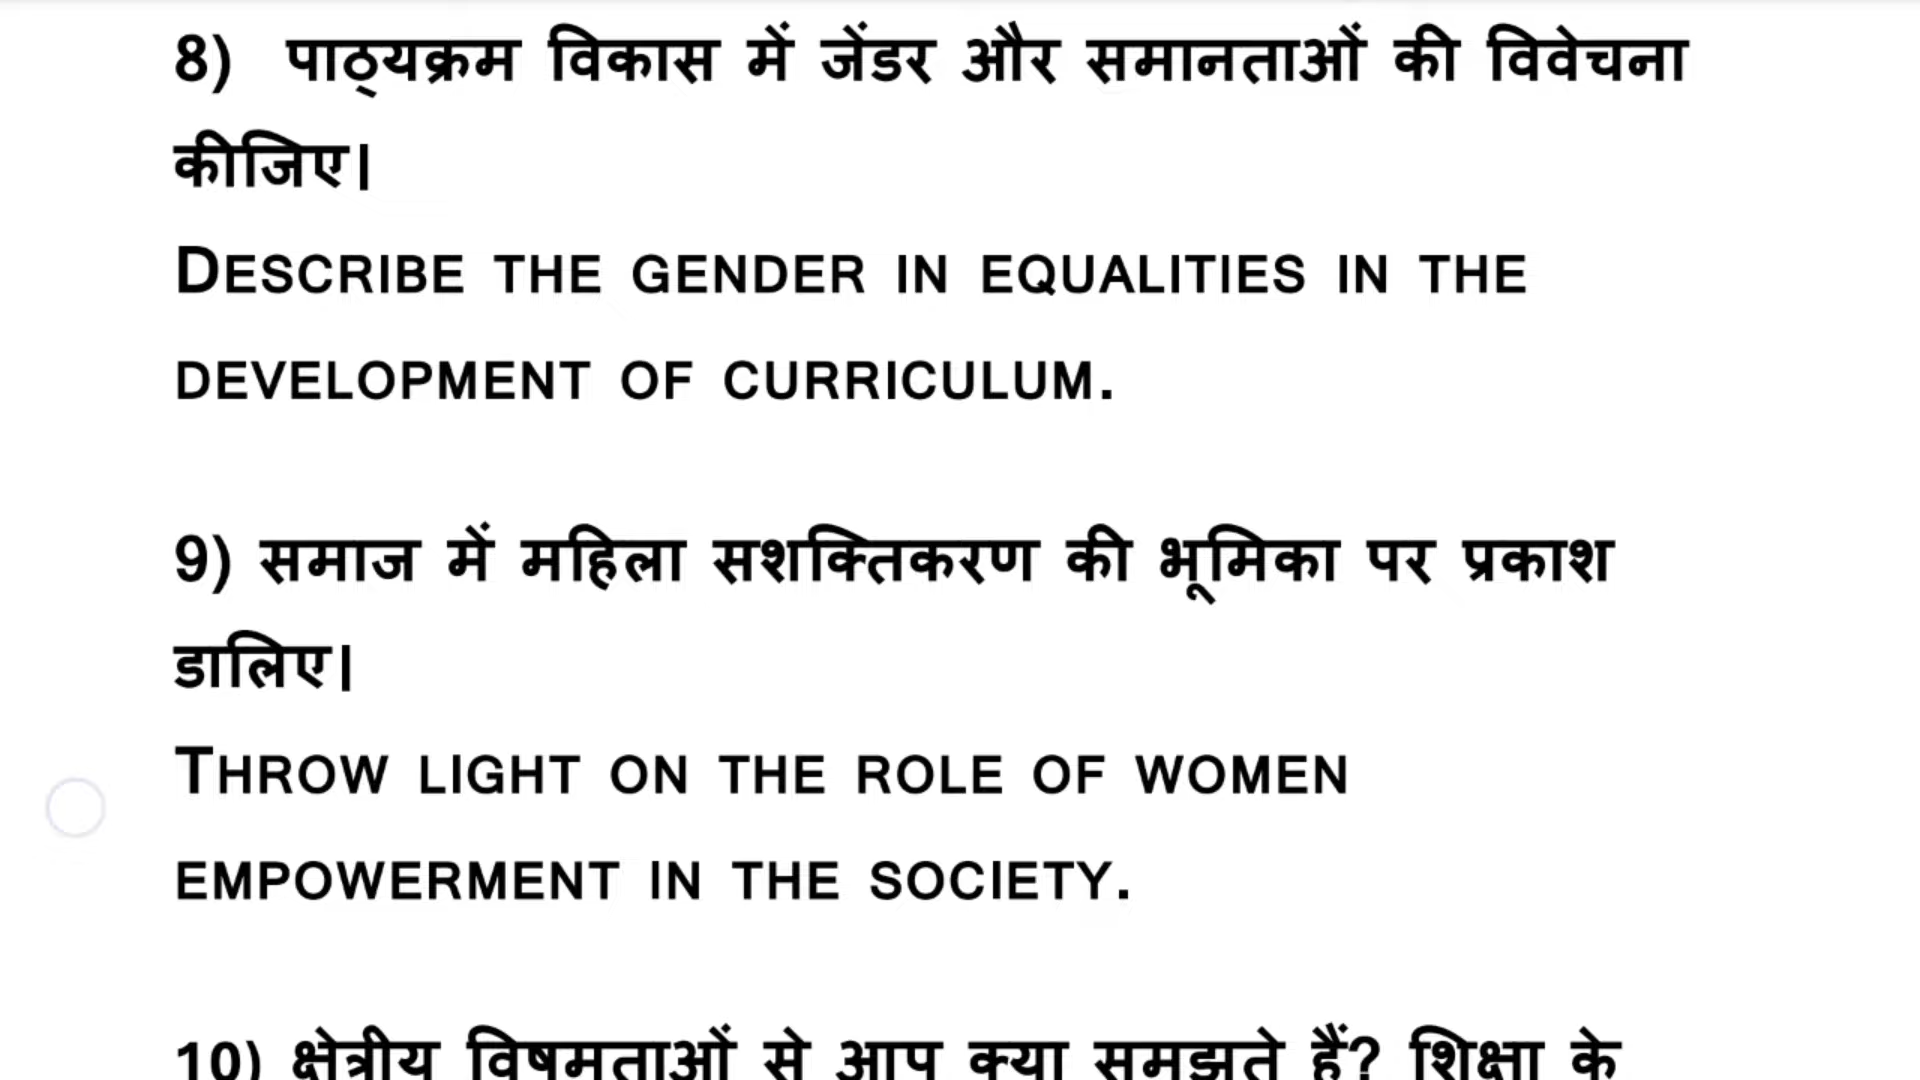 8) पाठ्यक्रम विकास में जेंडर और समानताओं की विवेचना
कीजिए।
DESCRIBE THE GENDER IN EQUALITIES IN THE
DEVELOPMENT OF CURRICULUM.
9) समाज में महिला सशक्तिकरण की भूमिका पर प्रकाश
डालिए।
THROW LIGHT ON THE ROLE OF WOMEN
EMPOWERMENT IN THE SOCIETY.
10) क्षेत्रीय विषमताओं से आप क्या समझते हैं? शिक्षा के